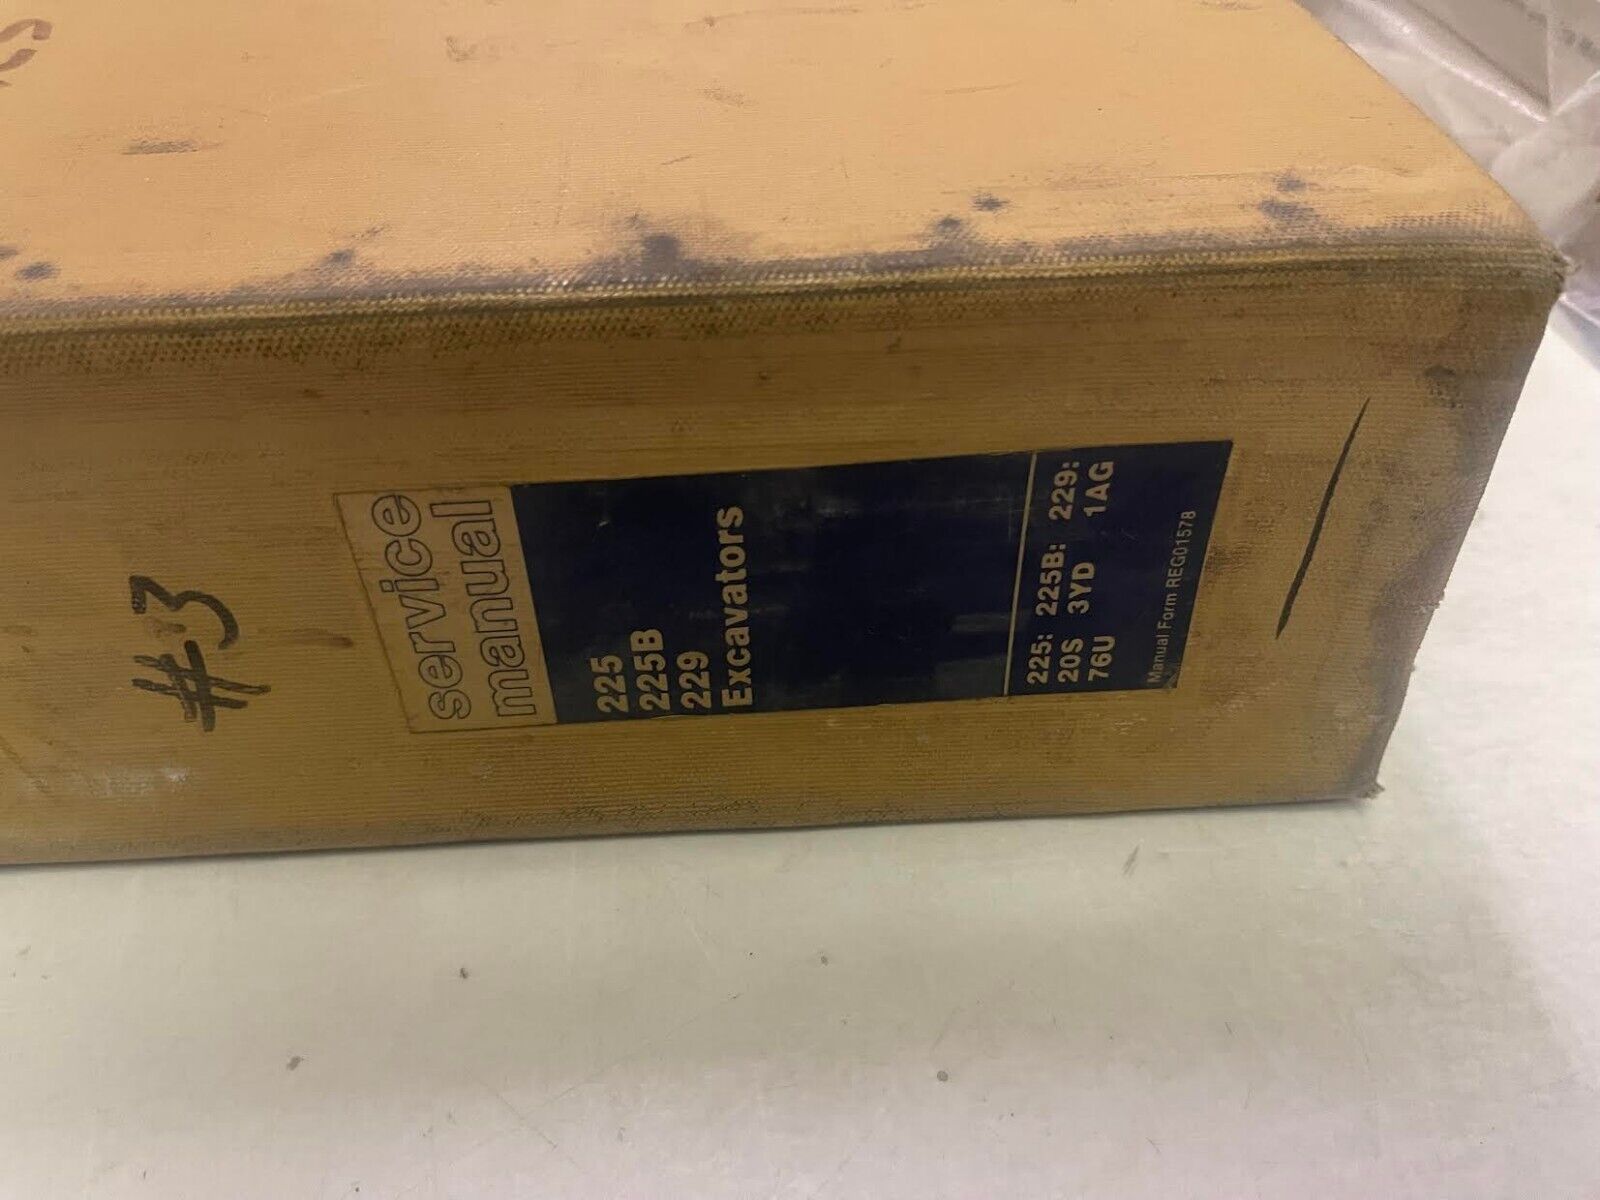 #3
service
manual
225
225B
229
Excavators
225: 225B: 229:
20S 3YD 1AG
76U
Manual Form REG01578